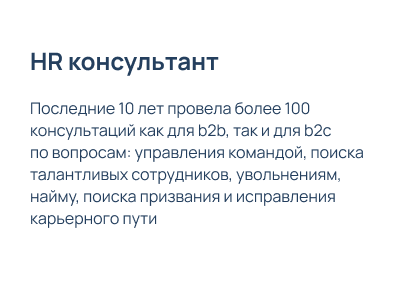 HR консультант
Последние 10 лет провела более 100
консультаций как для b2b, так и для b2c
по вопросам: управления командой, поиска
талантливых сотрудников, увольнениям,
найму, поиска призвания и исправления
карьерного пути